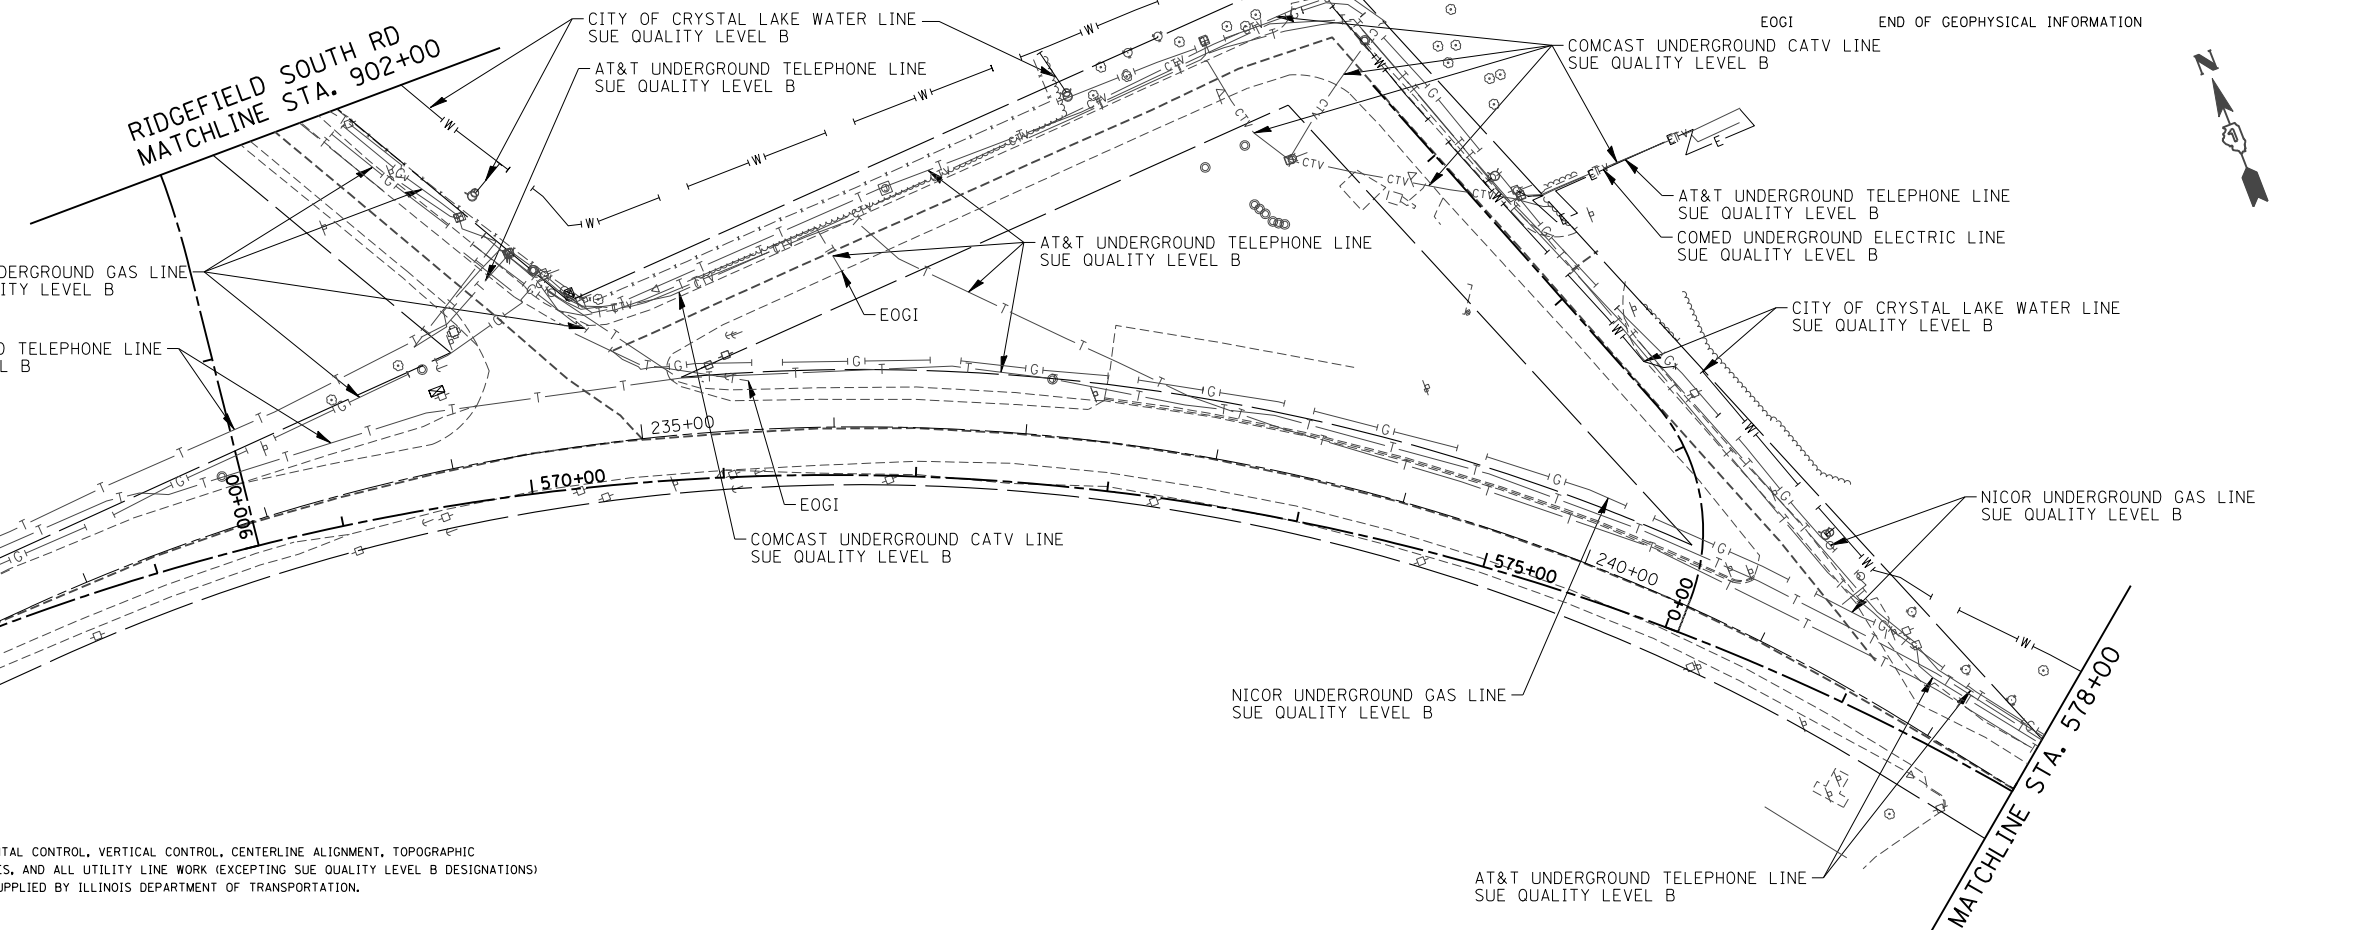 EOGI END OF GEOPHYSICAL INFORMATION
N
1
RIDGEFIELD SOUTH RD
MATCHLINE STA. 902+00
CITY OF CRYSTAL LAKE WATER LINE
SUE QUALITY LEVEL B
AT&T UNDERGROUND TELEPHONE LINE
SUE QUALITY LEVEL B
COMCAST UNDERGROUND CATV LINE
SUE QUALITY LEVEL B
AT&T UNDERGROUND TELEPHONE LINE
SUE QUALITY LEVEL B
COMED UNDERGROUND ELECTRIC LINE
SUE QUALITY LEVEL B
AT&T UNDERGROUND TELEPHONE LINE
SUE QUALITY LEVEL B
DERGROUND GAS LINE
ITY LEVEL B
EOGI
CITY OF CRYSTAL LAKE WATER LINE
SUE QUALITY LEVEL B
TELEPHONE LINE
L B
235+00
570+00
900+00
EOGI
COMCAST UNDERGROUND CATV LINE
SUE QUALITY LEVEL B
NICOR UNDERGROUND GAS LINE
SUE QUALITY LEVEL B
575+00
240+00
0+00
NICOR UNDERGROUND GAS LINE
SUE QUALITY LEVEL B
MATCHLINE STA. 578+00
AT&T UNDERGROUND TELEPHONE LINE
SUE QUALITY LEVEL B
TAL CONTROL, VERTICAL CONTROL, CENTERLINE ALIGNMENT, TOPOGRAPHIC
ES, AND ALL UTILITY LINE WORK (EXCEPTING SUE QUALITY LEVEL B DESIGNATIONS)
UPPLIED BY ILLINOIS DEPARTMENT OF TRANSPORTATION.